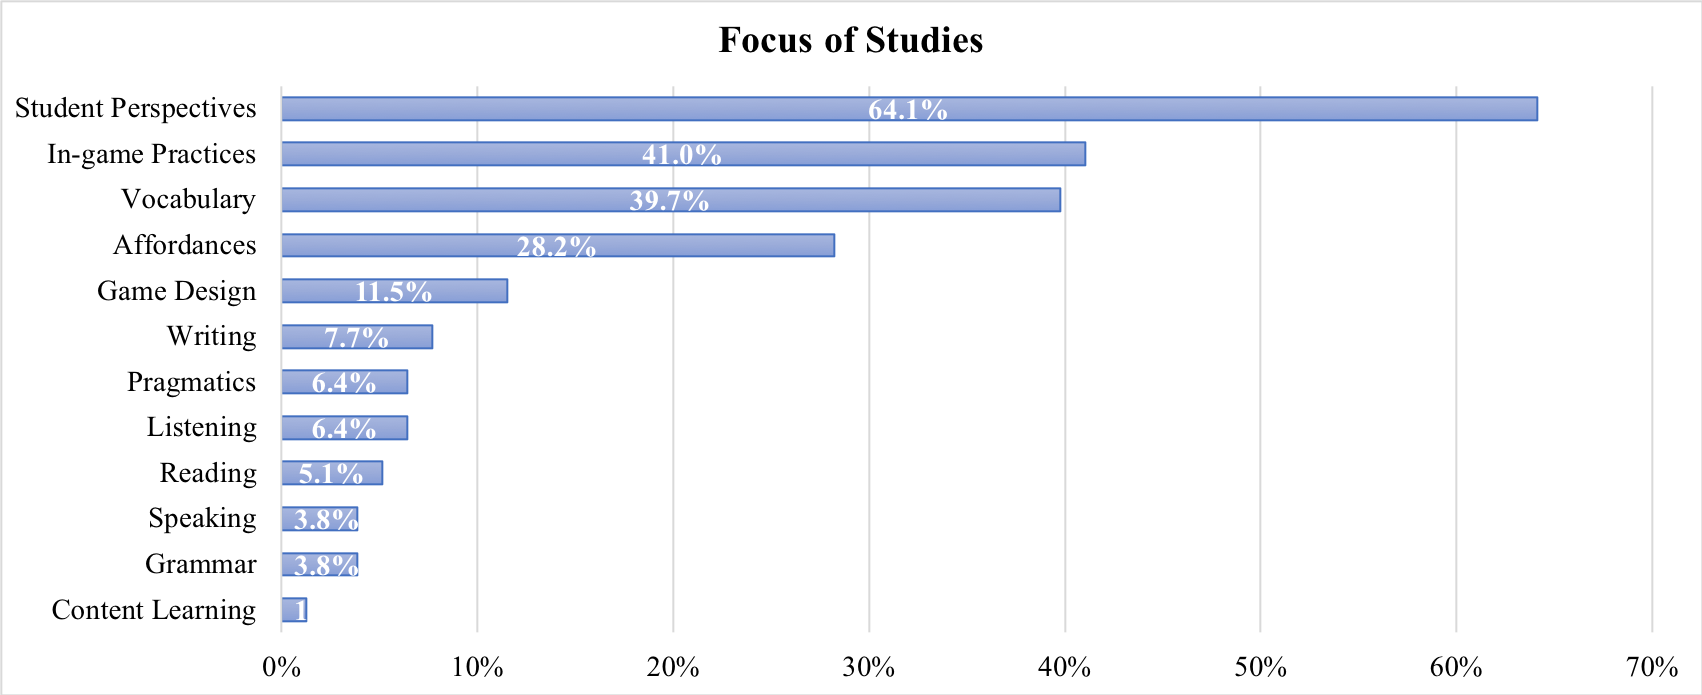 Focus of Studies
Student Perspectives 64.1%
In-game Practices 41.0%
Vocabulary 39.7%
Affordances 28.2%
Game Design 11.5%
Writing 7.7%
Pragmatics 6.4%
Listening 6.4%
Reading 5.1%
Speaking 3.8%
Grammar 3.8%
Content Learning 1
0% 10% 20% 30% 40% 50% 60% 70%